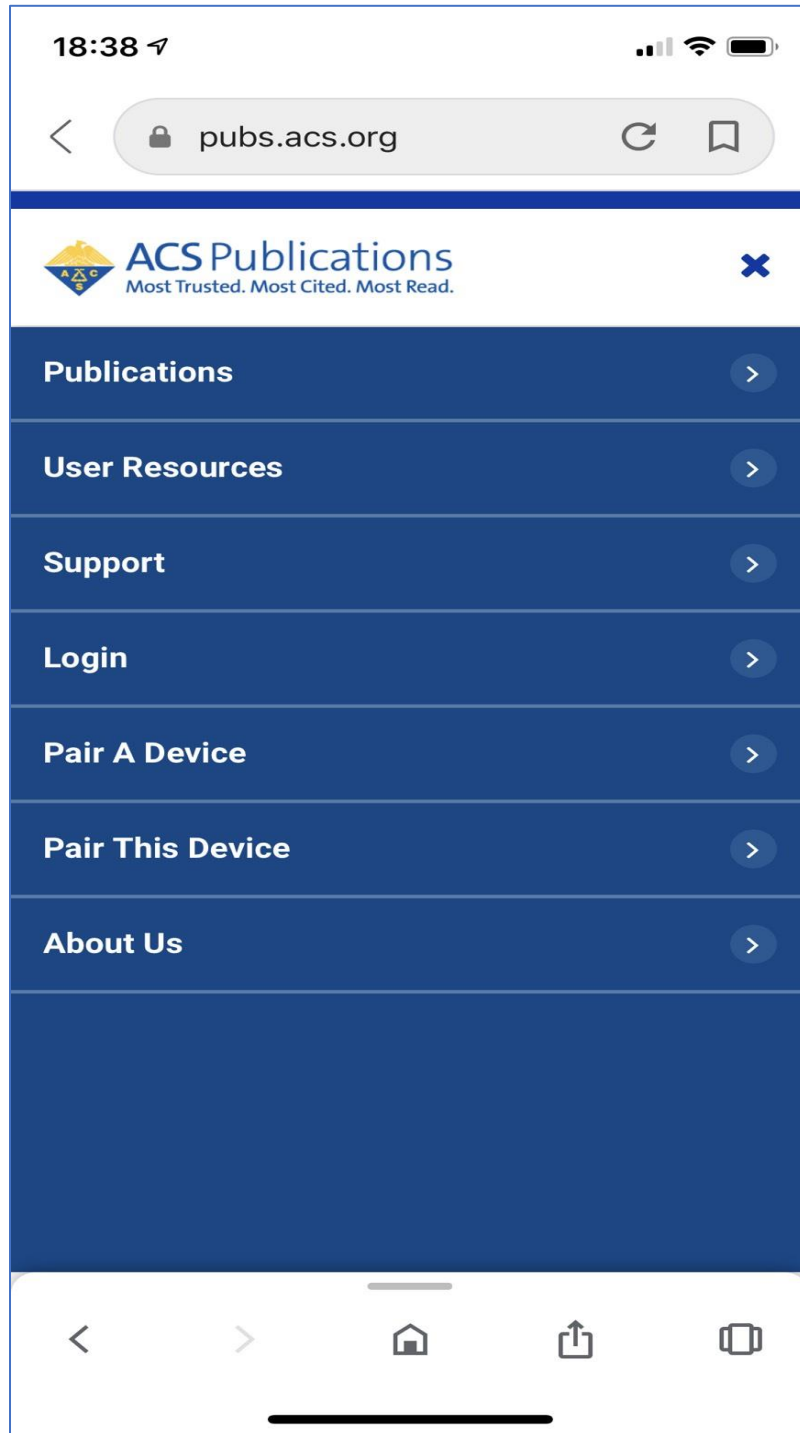 18:38
pubs.acs.org
A C S
ACS Publications
Most Trusted. Most Cited. Most Read.
Publications
User Resources
Support
Login
Pair A Device
Pair This Device
About Us